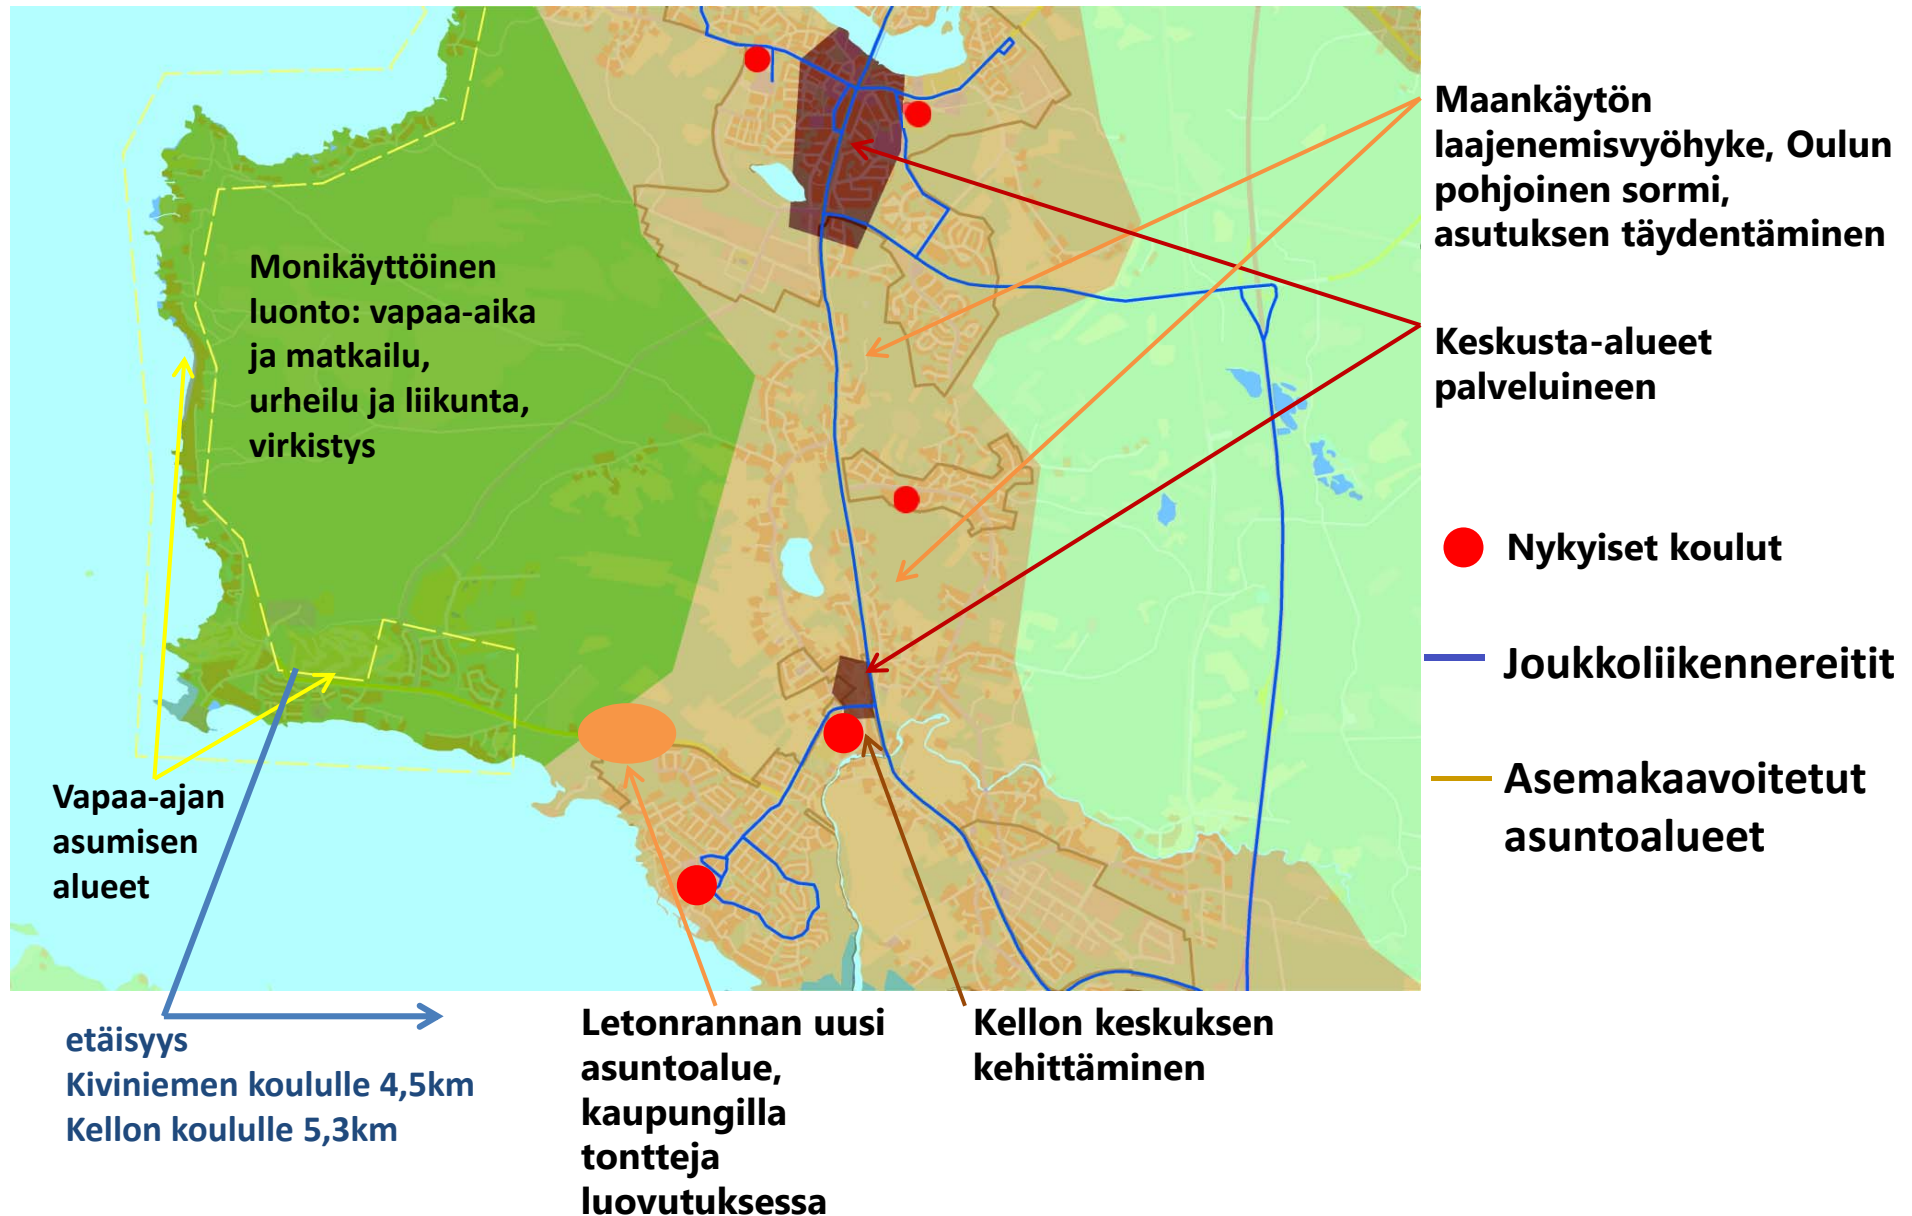 Maankäytön
laajenemisvyöhyke, Oulun
pohjoinen sormi,
asutuksen täydentäminen
Monikäyttöinen
luonto: vapaa-aika
ja matkailu,
urheilu ja liikunta,
virkistys
Keskusta-alueet
palveluineen
Nykyiset koulut
Joukkoliikennereitit
Asemakaavoitetut
asuntoalueet
Vapaa-ajan
asumisen
alueet
etäisyys
Kiviniemen koululle 4,5km
Kellon koululle 5,3km
Letonrannan uusi
asuntoalue,
kaupungilla
tontteja
luovutuksessa
Kellon keskuksen
kehittäminen